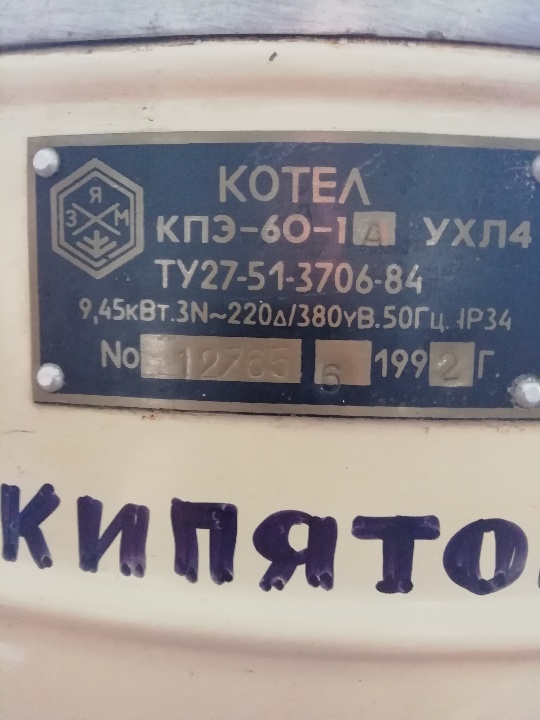 Я
З М
КОТЕЛ
КПЭ-60-1 УХЛ4
ТУ27-51-3706-84
9,45кВт.3N~220Δ/380YВ.50Гц. IP34
No 12765 6 1992 Г.
КИПЯТО